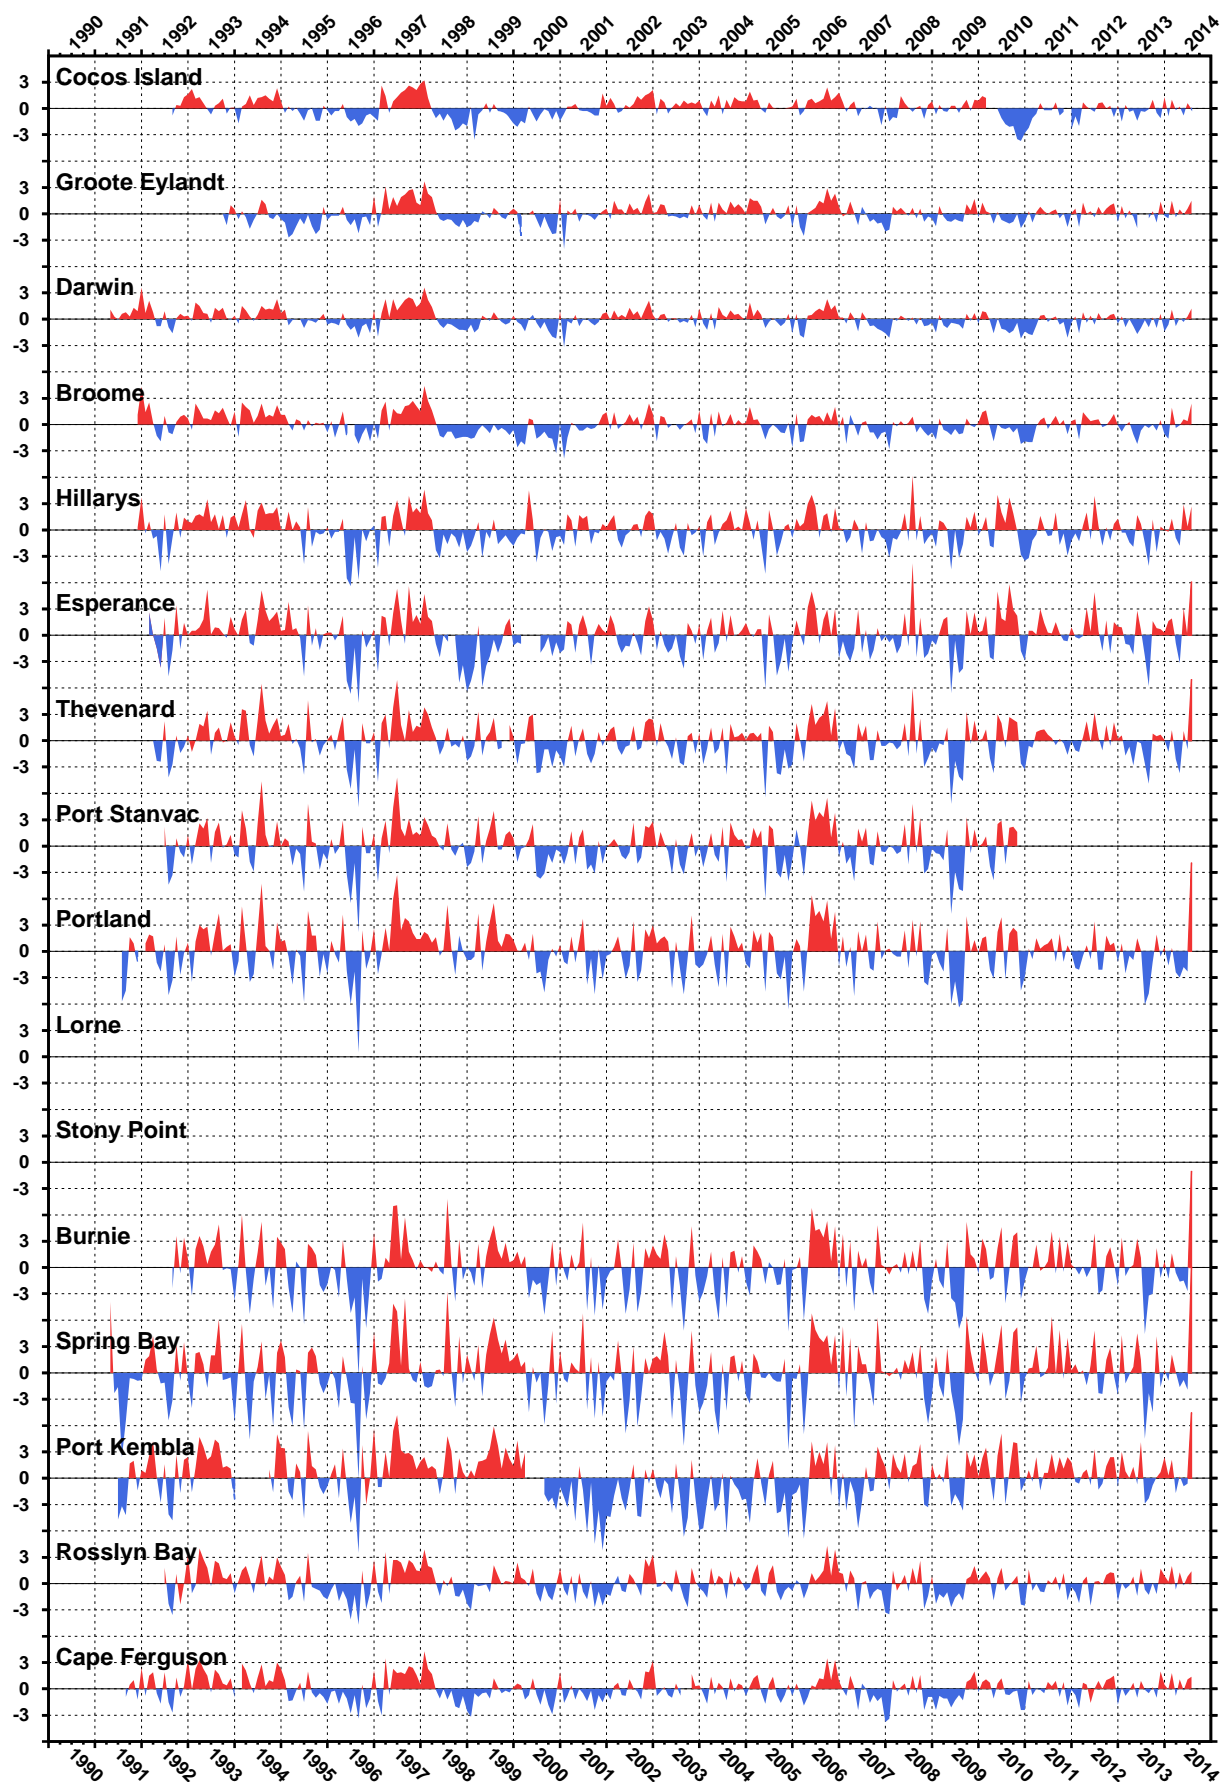 1990 1991 1992 1993 1994 1995 1996 1997 1998 1999 2000 2001 2002 2003 2004 2005 2006 2007 2008 2009 2010 2011 2012 2013 2014
Cocos Island
3
0
-3
Groote Eylandt
3
0
-3
Darwin
3
0
-3
Broome
3
0
-3
Hillarys
3
0
-3
Esperance
3
0
-3
Thevenard
3
0
-3
Port Stanvac
3
0
-3
Portland
3
0
-3
Lorne
3
0
-3
Stony Point
3
0
-3
Burnie
3
0
-3
Spring Bay
3
0
-3
Port Kembla
3
0
-3
Rosslyn Bay
3
0
-3
Cape Ferguson
3
0
-3
1990 1991 1992 1993 1994 1995 1996 1997 1998 1999 2000 2001 2002 2003 2004 2005 2006 2007 2008 2009 2010 2011 2012 2013 2014